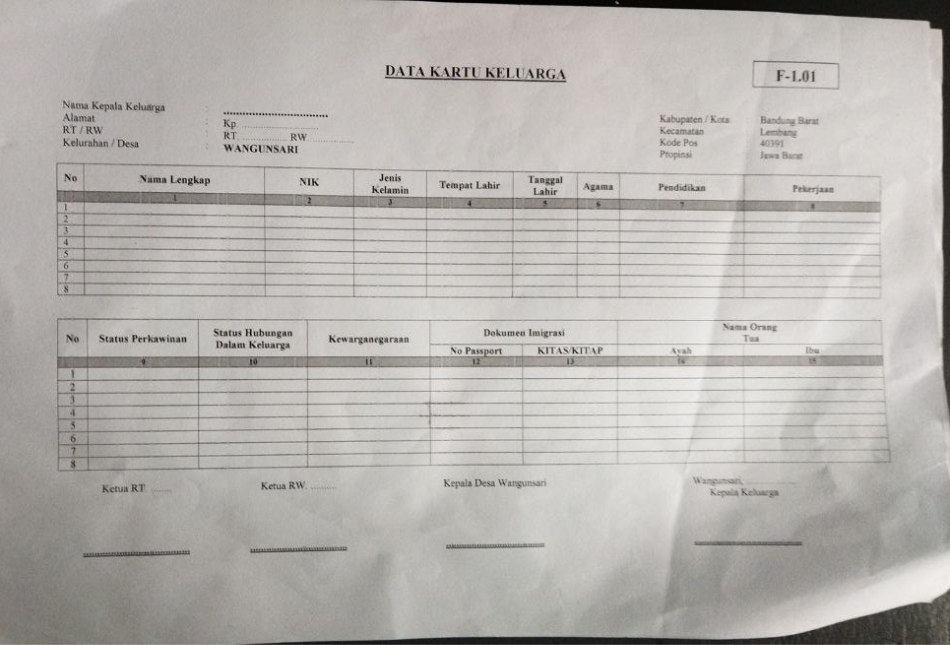 DATA KARTU KELUARGA
F-1.01
Nama Kepala Keluarga : ................................
Alamat : Kp. ........................
RT / RW : RT. .............. RW ..............
Kelurahan / Desa : WANGUNSARI
Kabupaten / Kota : Bandung Barat
Kecamatan : Lembang
Kode Pos : 40391
Propinsi : Jawa Barat
No Nama Lengkap NIK Jenis Kelamin Tempat Lahir Tanggal Lahir Agama Pendidikan Pekerjaan
1 2 3 4 5 6 7 8
1
2
3
4
5
6
7
8
No Status Perkawinan Status Hubungan Dalam Keluarga Kewarganegaraan Dokumen Imigrasi Nama Orang Tua
No Passport KITAS/KITAP Ayah Ibu
9 10 11 12 13 14 15
1
2
3
4
5
6
7
8
Ketua RT. ....... Ketua RW. ......... Kepala Desa Wangunsari Wangunsari, ................
Kepala Keluarga